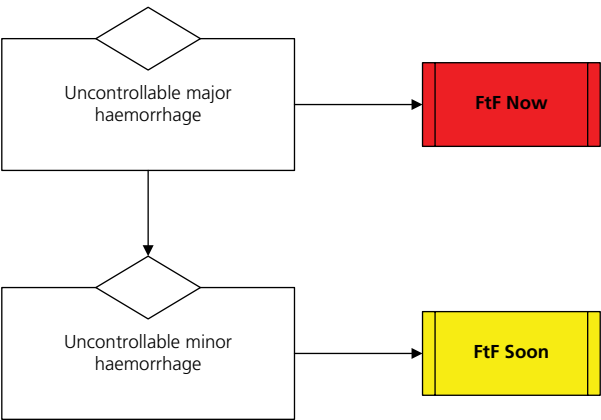 Uncontrollable major
haemorrhage
FtF Now
Uncontrollable minor
haemorrhage
FtF Soon